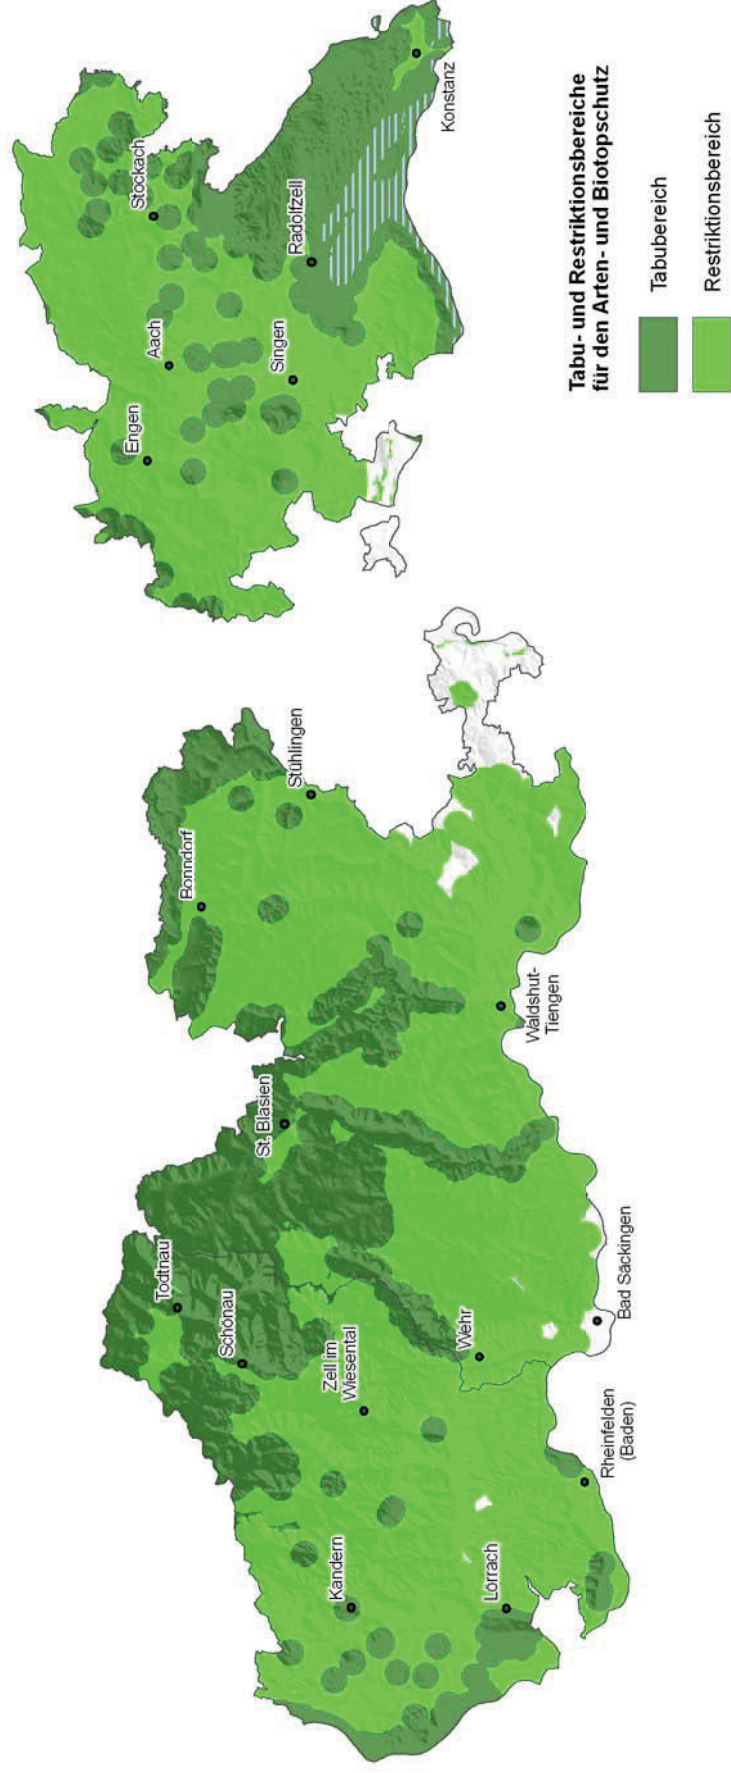 Stockach
Aach
Engen
Radolfzell
Singen
Konstanz
Bonndorf
Stühlingen
St. Blasien
Todtnau
Schönau
Zell im
Wiesental
Wehr
Waldshut-
Tiengen
Bad Säckingen
Kandern
Lörrach
Rheinfelden
(Baden)
Tabu- und Restriktionsbereiche
für den Arten- und Biotopschutz
Tabubereich
Restriktionsbereich